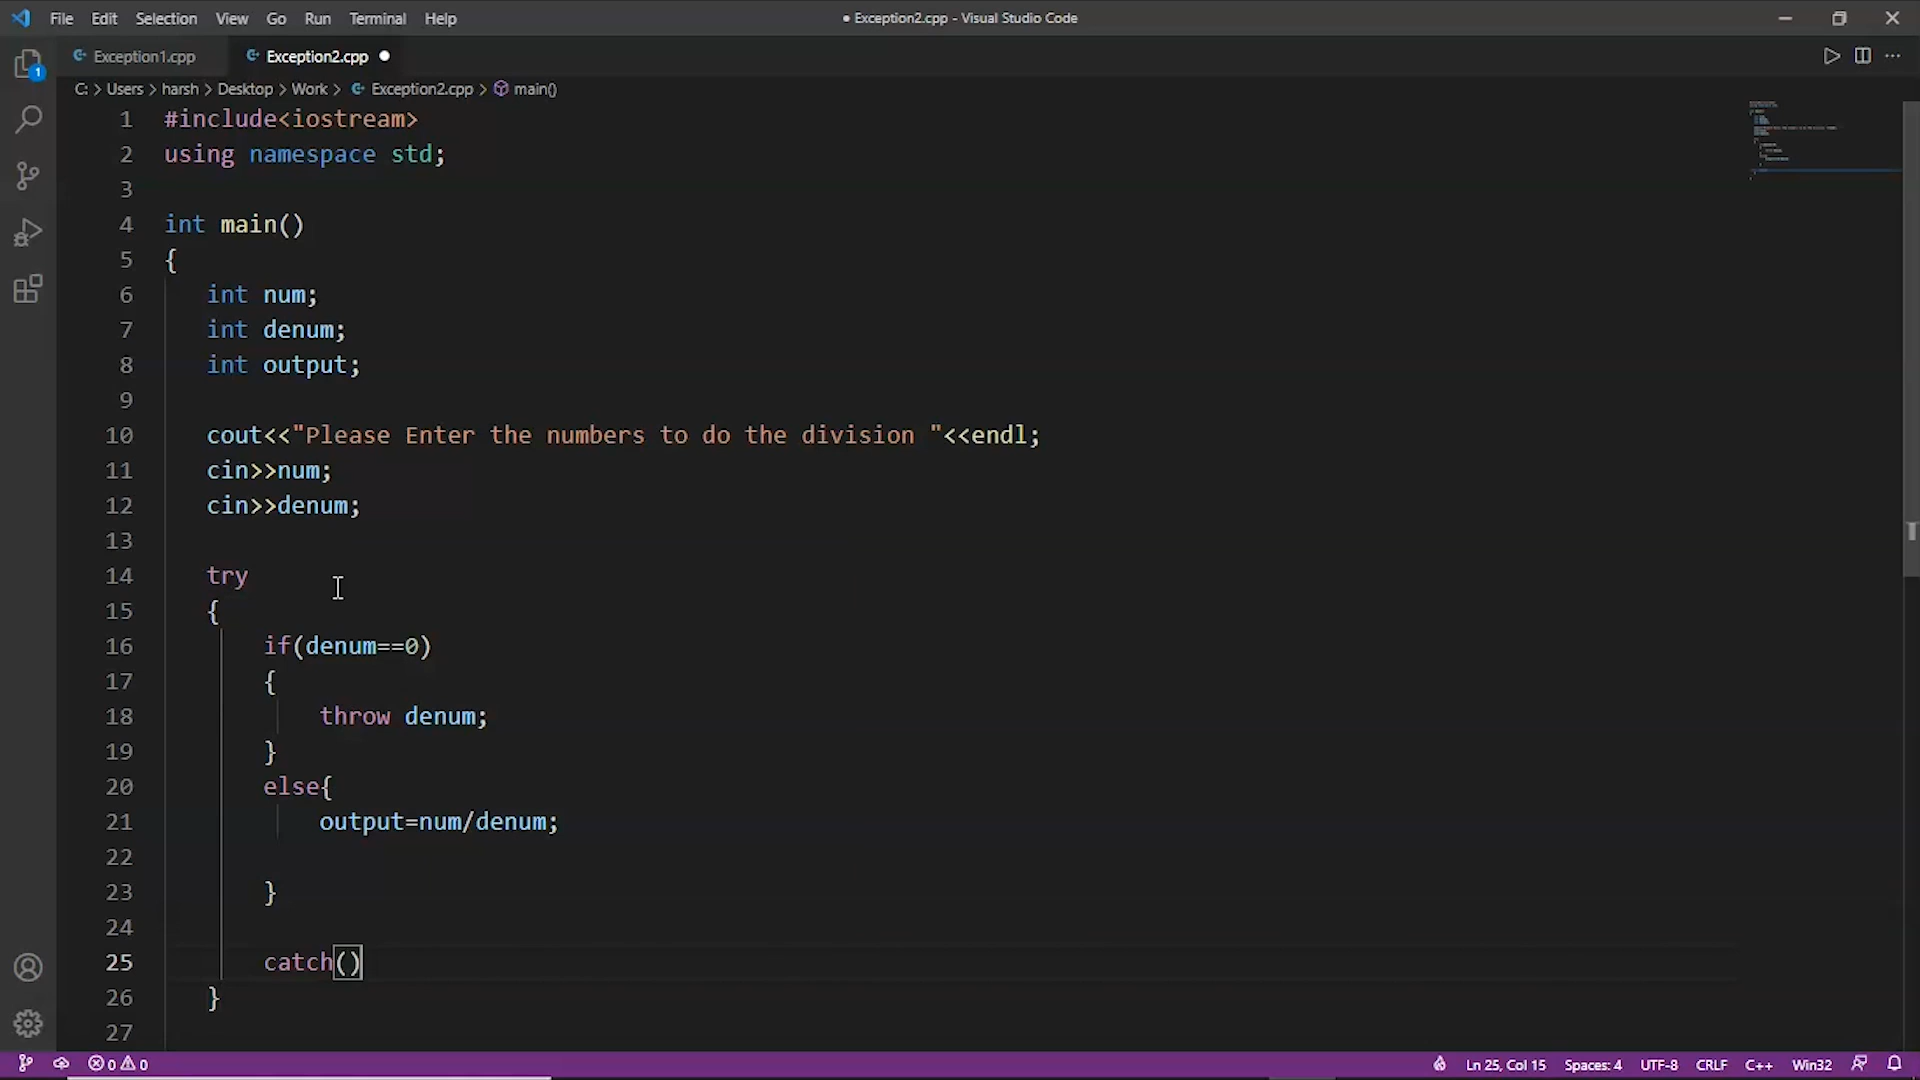 File Edit Selection View Go Run Terminal Help
● Exception2.cpp - Visual Studio Code
Exception1.cpp Exception2.cpp ●
C: > Users > harsh > Desktop > Work > Exception2.cpp > main()
1 #include<iostream>
2 using namespace std;
3
4 int main()
5 {
6 int num;
7 int denum;
8 int output;
9
10 cout<<"Please Enter the numbers to do the division "<<endl;
11 cin>>num;
12 cin>>denum;
13
14 try
15 {
16 if(denum==0)
17 {
18 throw denum;
19 }
20 else{
21 output=num/denum;
22
23 }
24
25 catch()
26 }
27
1
0 0 Ln 25, Col 15 Spaces: 4 UTF-8 CRLF C++ Win32